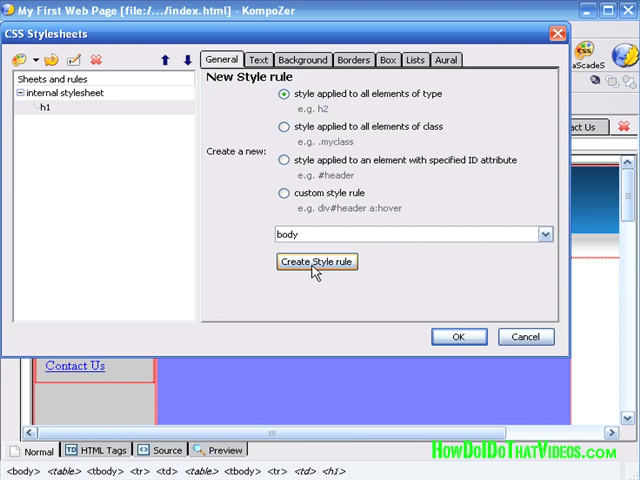 My First Web Page [file:/.../index.html] - KompoZer
CSS Stylesheets
General Text Background Borders Box Lists Aural
Sheets and rules
internal stylesheet
h1
New Style rule
Create a new:
style applied to all elements of type
e.g. h2
style applied to all elements of class
e.g. .myclass
style applied to an element with specified ID attribute
e.g. #header
custom style rule
e.g. div#header a:hover
body
Create Style rule
OK Cancel
CSS
aScadeS
act Us
Contact Us
Normal TD HTML Tags Source Preview
HowDoIDoThatVideos.com
<body> <table> <tbody> <tr> <td> <table> <tbody> <tr> <td> <h1>